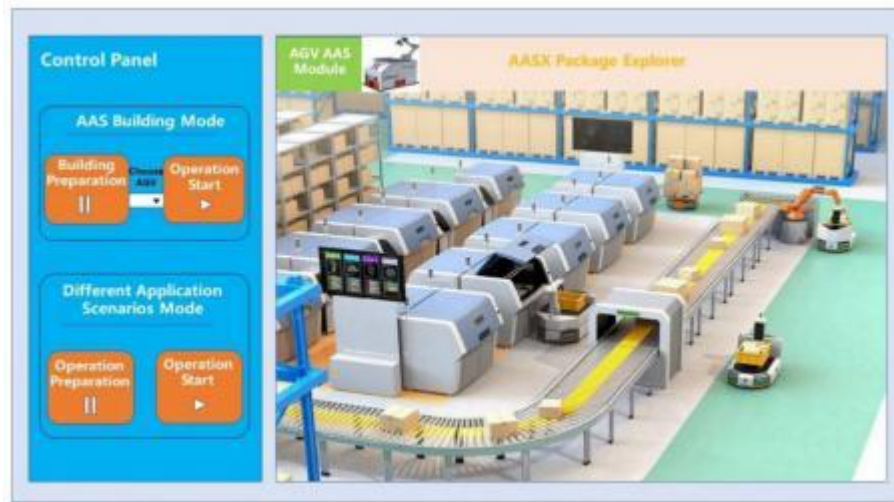 Control Panel
AAS Building Mode
Building
Preparation
Choose
AGV
Operation
Start
Different Application
Scenarios Mode
Operation
Preparation
Operation
Start
AGV AAS
Module
AASX Package Explorer